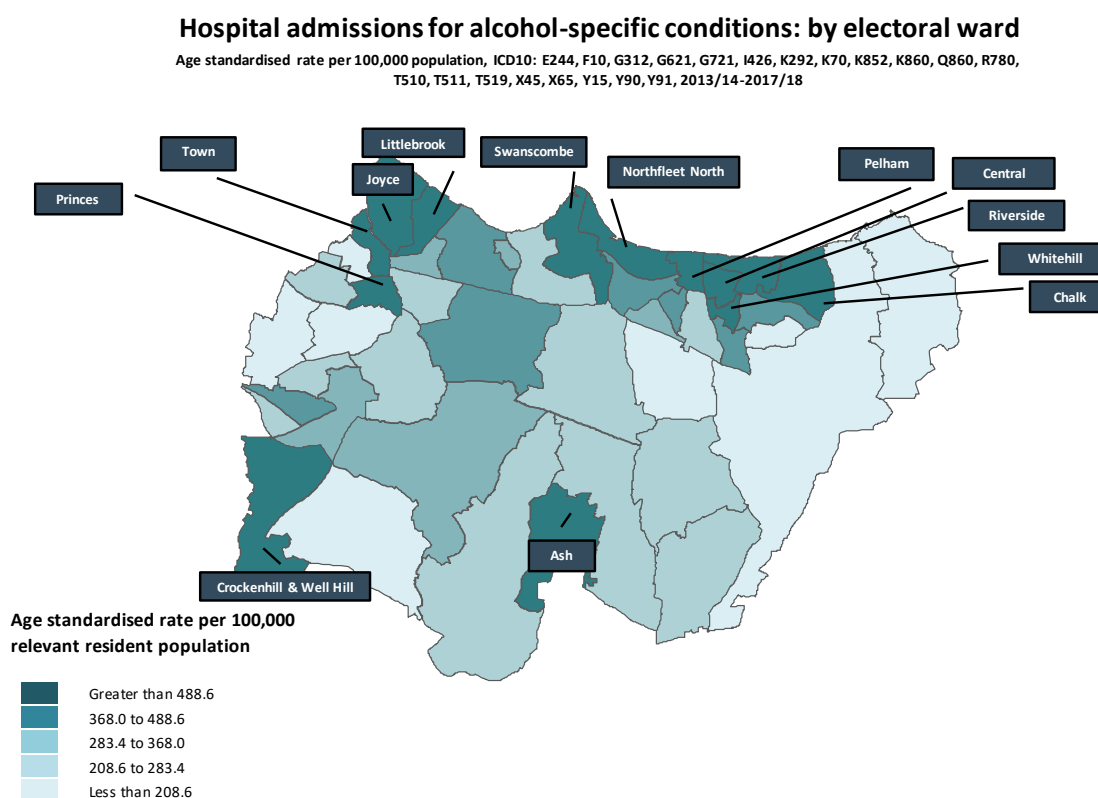 Hospital admissions for alcohol-specific conditions: by electoral ward
Age standardised rate per 100,000 population, ICD10: E244, F10, G312, G621, G721, I426, K292, K70, K852, K860, Q860, R780,
T510, T511, T519, X45, X65, Y15, Y90, Y91, 2013/14-2017/18
Littlebrook
Town
Swanscombe
Pelham
Northfleet North
Central
Joyce
Princes
Riverside
Whitehill
Chalk
Ash
Crockenhill & Well Hill
Age standardised rate per 100,000
relevant resident population
Greater than 488.6
368.0 to 488.6
283.4 to 368.0
208.6 to 283.4
Less than 208.6